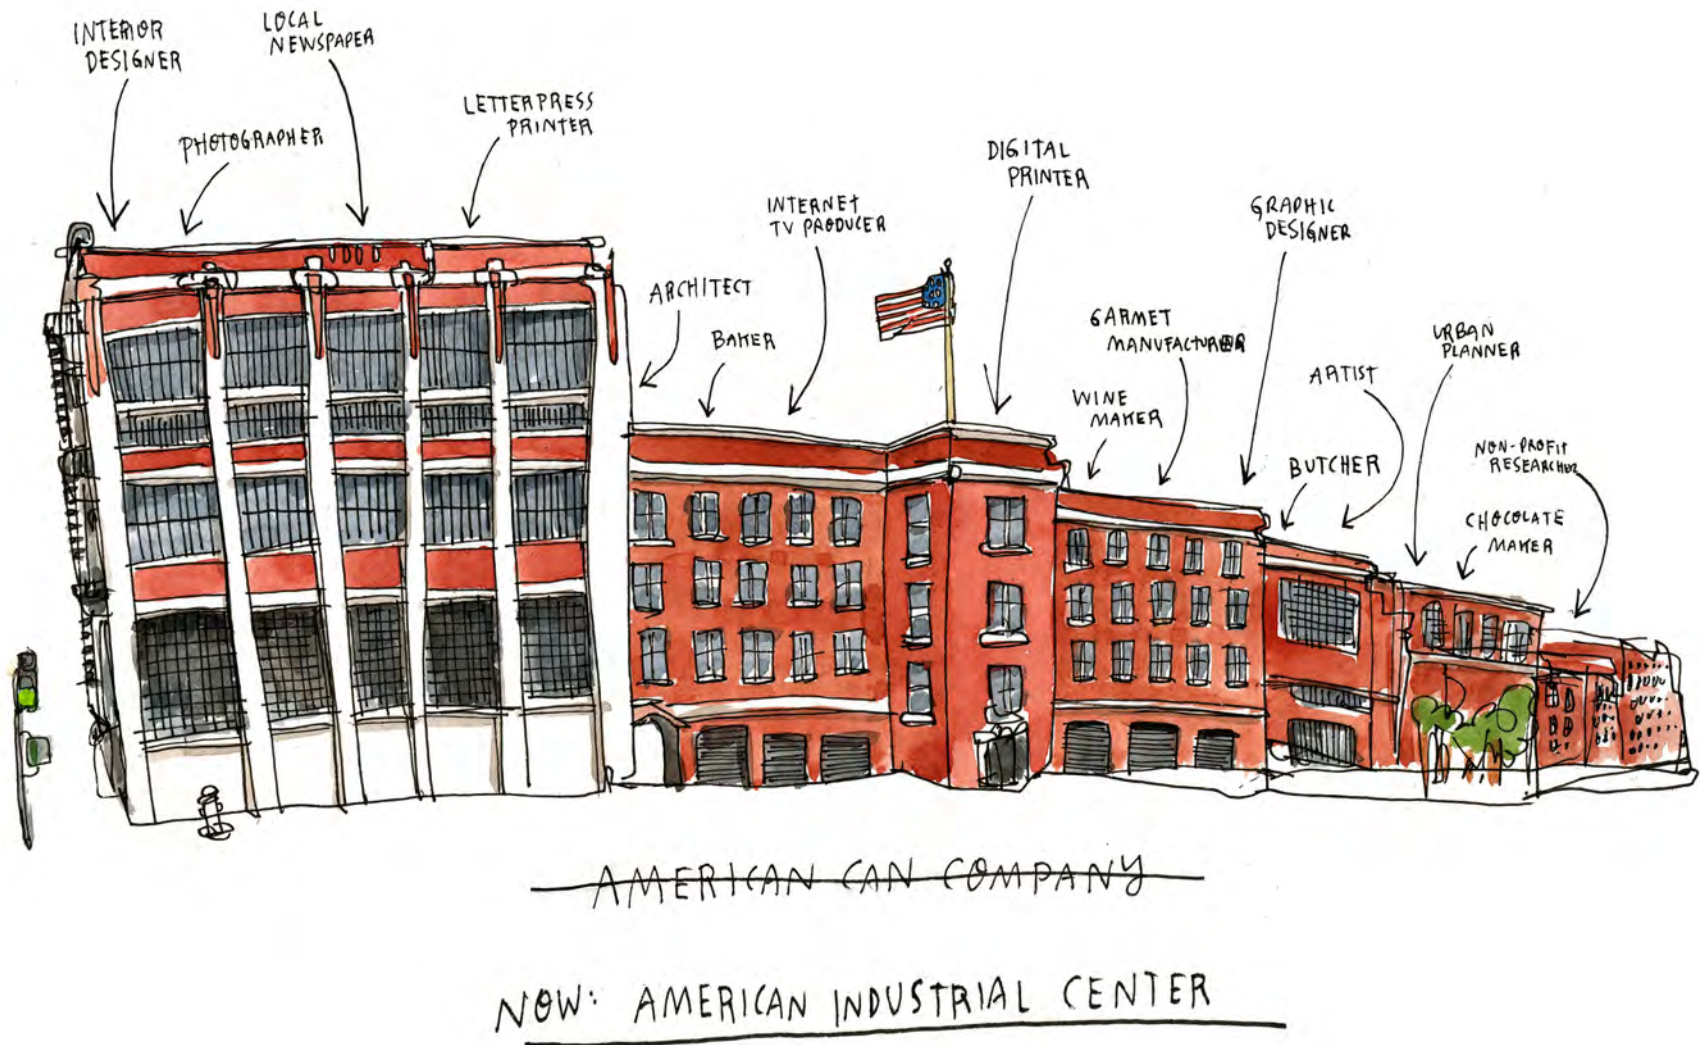 INTERIOR
DESIGNER
LOCAL
NEWSPAPER
PHOTOGRAPHER
LETTERPRESS
PRINTER
ARCHITECT
BAKER
INTERNET
TV PRODUCER
DIGITAL
PRINTER
WINE
MAKER
GARMET
MANUFACTURER
GRAPHIC
DESIGNER
BUTCHER
ARTIST
URBAN
PLANNER
CHOCOLATE
MAKER
NON-PROFIT
RESEARCHER
AMERICAN CAN COMPANY
NOW: AMERICAN INDUSTRIAL CENTER